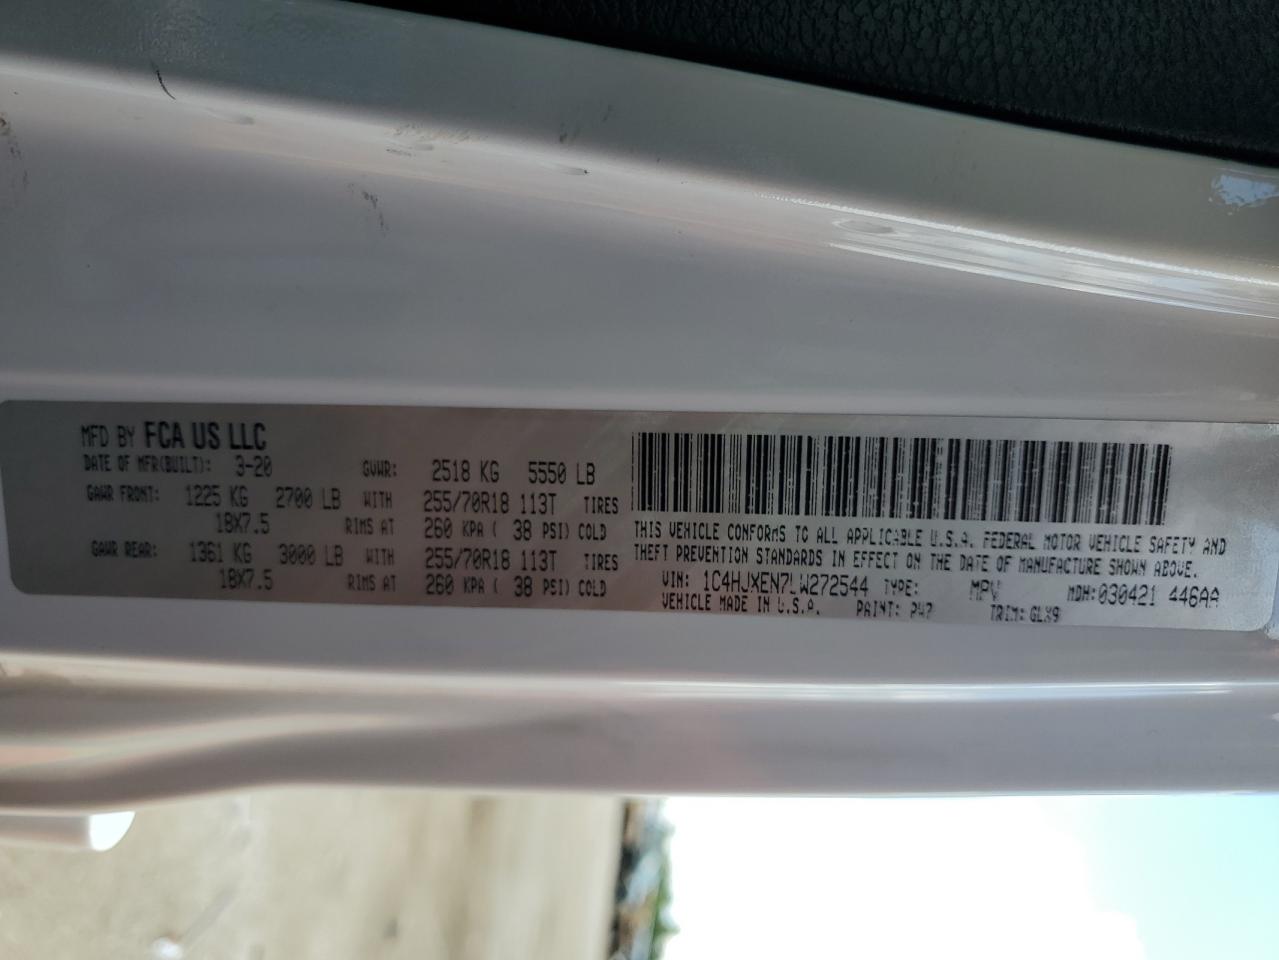 MFD BY FCA US LLC
DATE OF MFR(BUILT): 3-20 GVWR: 2518 KG 5550 LB
GAWR FRONT: 1225 KG 2700 LB WITH 255/70R18 113T TIRES
18X7.5 RIMS AT 260 KPA ( 38 PSI) COLD
GAWR REAR: 1361 KG 3000 LB WITH 255/70R18 113T TIRES
18X7.5 RIMS AT 260 KPA ( 38 PSI) COLD
THIS VEHICLE CONFORMS TO ALL APPLICABLE U.S.A. FEDERAL MOTOR VEHICLE SAFETY AND
THEFT PREVENTION STANDARDS IN EFFECT ON THE DATE OF MANUFACTURE SHOWN ABOVE.
VIN: 1C4HJXEN7LW272544 TYPE: MPV MDH:030421 446AA
VEHICLE MADE IN U.S.A. PAINT: PW7 TRIM: GLX9